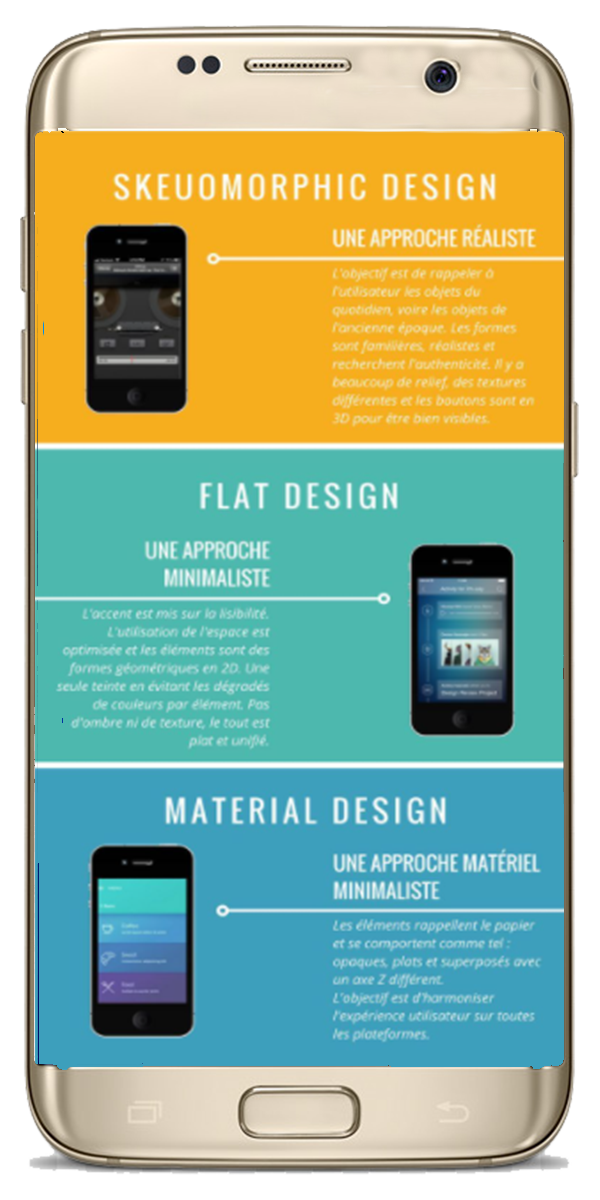 SKEUOMORPHIC DESIGN
UNE APPROCHE RÉALISTE
L'objectif est de rappeler à
l'utilisateur les objets du
quotidien, voire les objets de
l'ancienne époque. Les formes
sont familières, réalistes et
recherchent l'authenticité. Il y a
beaucoup de relief, des textures
différentes et les boutons sont en
3D pour être bien visibles.
FLAT DESIGN
UNE APPROCHE
MINIMALISTE
L'accent est mis sur la lisibilité.
L'utilisation de l'espace est
optimisée et les éléments sont des
formes géométriques en 2D. Une
seule teinte en évitant les dégradés
de couleurs par élément. Pas
d'ombre ni de texture, le tout est
plat et unifié.
MATERIAL DESIGN
UNE APPROCHE MATÉRIEL
MINIMALISTE
Les éléments rappellent le papier
et se comportent comme tel :
opaques, plats et superposés avec
un axe Z différent.
L'objectif est d'harmoniser
l'expérience utilisateur sur toutes
les plateformes.